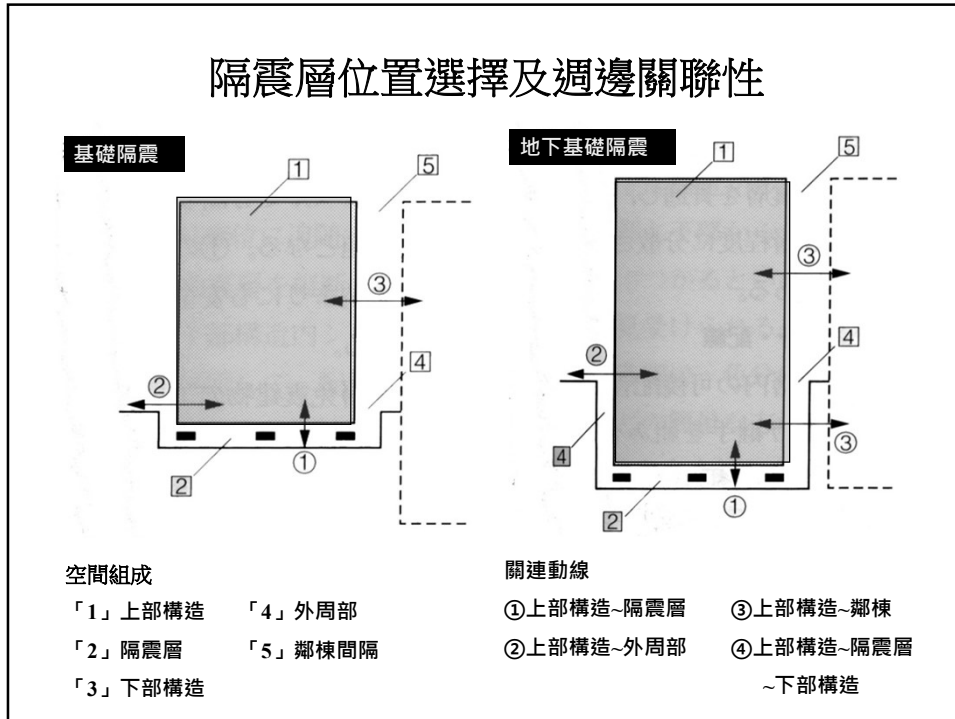 隔震層位置選擇及週邊關聯性
基礎隔震
1
5
③
4
②
2
①
地下基礎隔震
1
5
③
4
②
③
4
①
2
空間組成
「1」上部構造 「4」外周部
「2」隔震層 「5」鄰棟間隔
「3」下部構造
關連動線
①上部構造~隔震層 ③上部構造~鄰棟
②上部構造~外周部 ④上部構造~隔震層
~下部構造